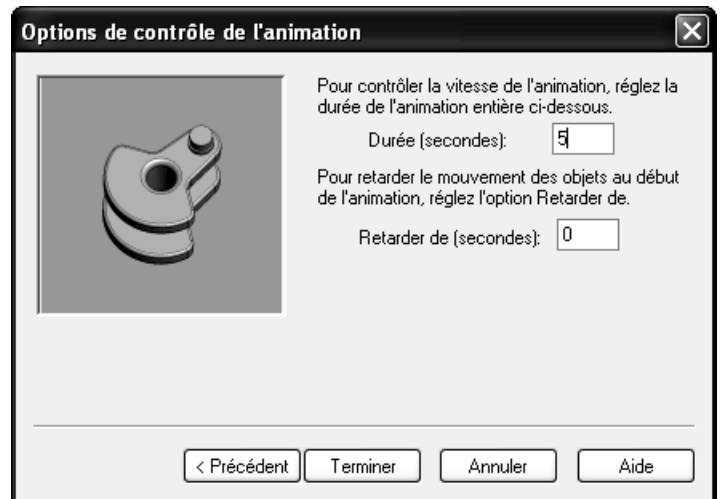 Options de contrôle de l'animation
Pour contrôler la vitesse de l'animation, réglez la
durée de l'animation entière ci-dessous.
Durée (secondes): 5
Pour retarder le mouvement des objets au début
de l'animation, réglez l'option Retarder de.
Retarder de (secondes): 0
< Précédent Terminer Annuler Aide